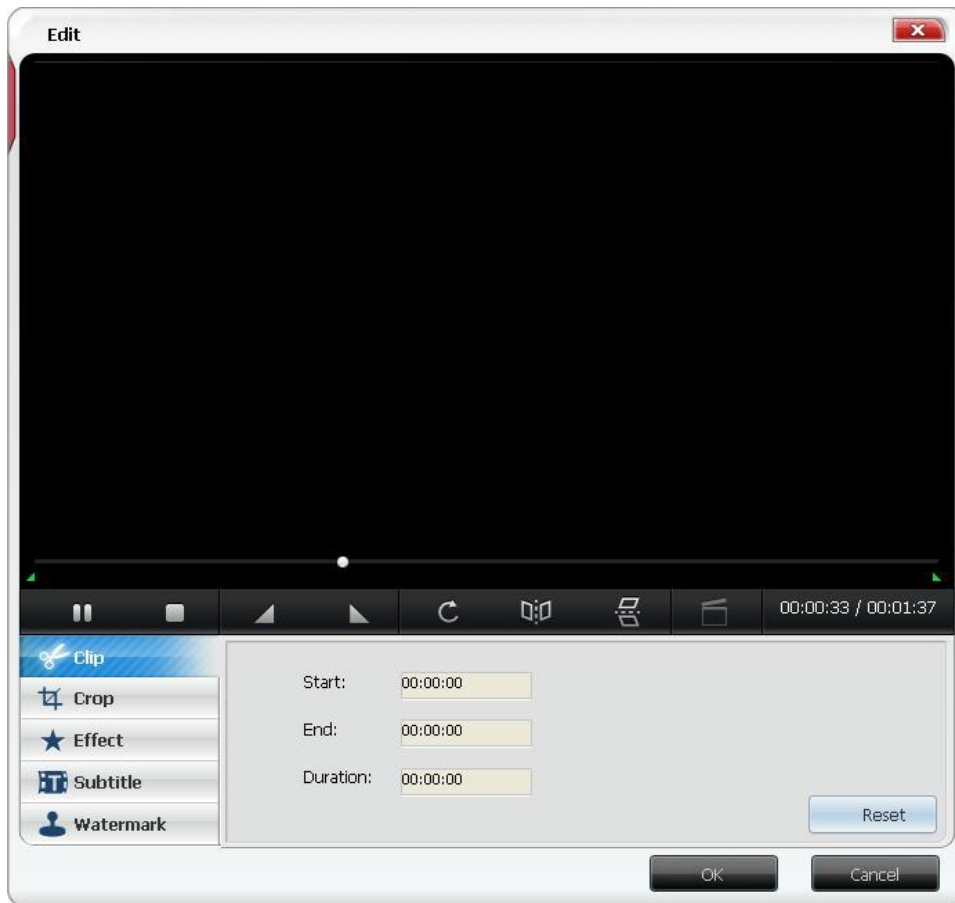 Edit
00:00:33 / 00:01:37
Clip
Crop
Effect
Subtitle
Watermark
Start: 00:00:00
End: 00:00:00
Duration: 00:00:00
Reset
OK Cancel